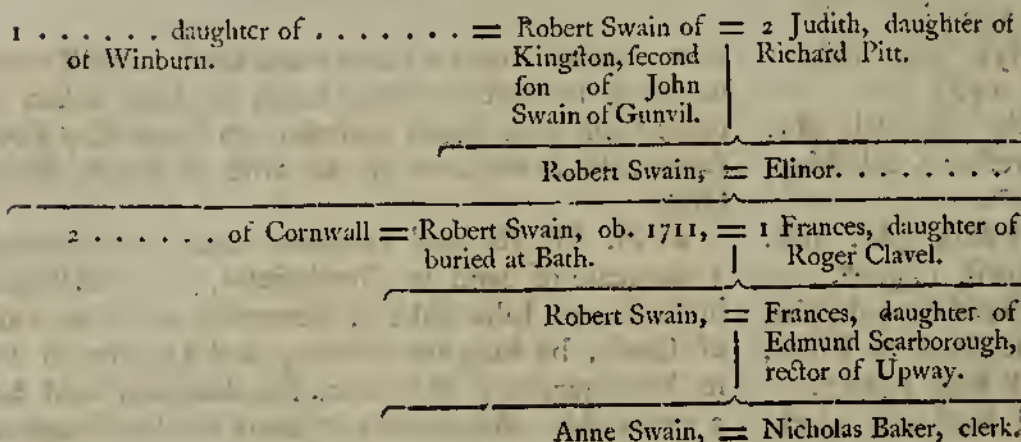 1 . . . . . . daughter of . . . . . . . = Robert Swain of = 2 Judith, daughter of
of Winburn. Kingſton, ſecond Richard Pitt.
ſon of John
Swain of Gunvil.
Robert Swain, = Elinor. . . . . . . .
2 . . . . . . of Cornwall = Robert Swain, ob. 1711, = 1 Frances, daughter of
buried at Bath. Roger Clavel.
Robert Swain, = Frances, daughter of
Edmund Scarborough,
rector of Upway.
Anne Swain, = Nicholas Baker, clerk.